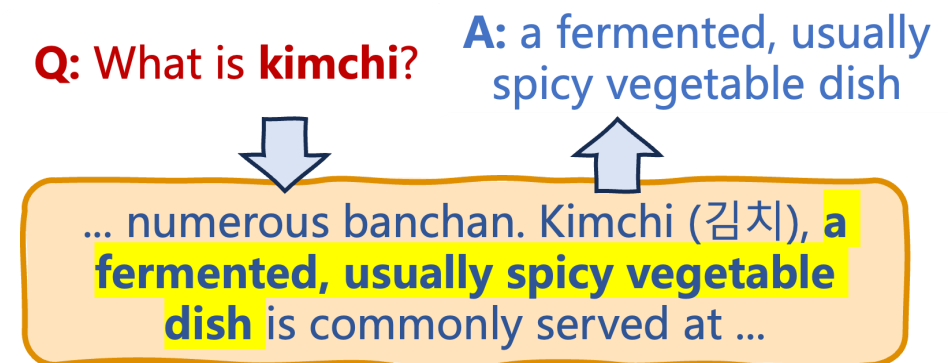 Q: What is kimchi?
A: a fermented, usually
spicy vegetable dish
... numerous banchan. Kimchi (김치), a
fermented, usually spicy vegetable
dish is commonly served at ...